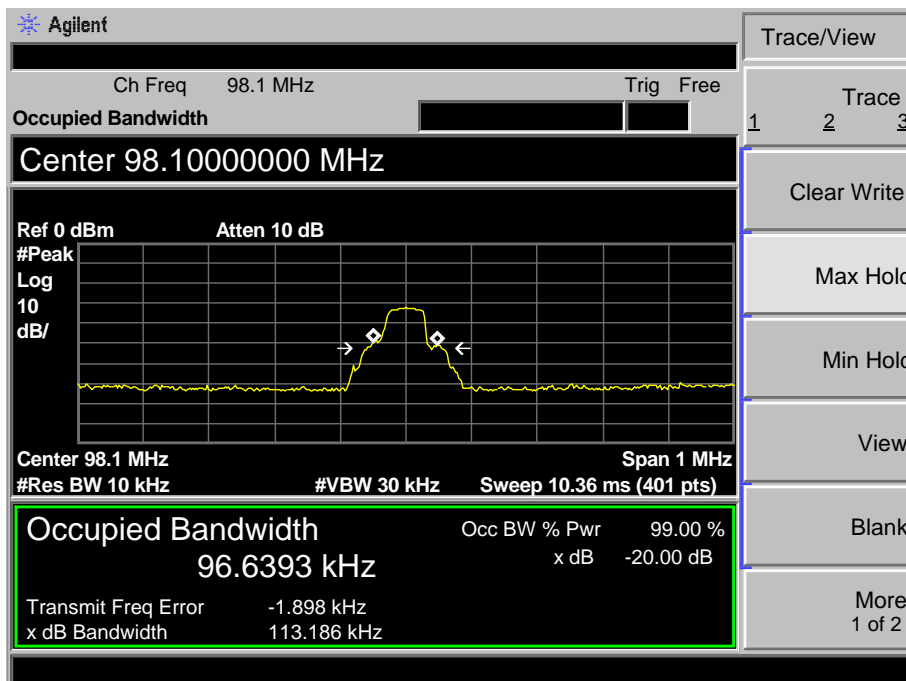 Agilent
Trace/View
Ch Freq 98.1 MHz Trig Free
Occupied Bandwidth
Center 98.10000000 MHz
Ref 0 dBm Atten 10 dB
#Peak
Log
10
dB/
Center 98.1 MHz Span 1 MHz
#Res BW 10 kHz #VBW 30 kHz Sweep 10.36 ms (401 pts)
Occupied Bandwidth
96.6393 kHz
Occ BW % Pwr 99.00 %
x dB -20.00 dB
Transmit Freq Error -1.898 kHz
x dB Bandwidth 113.186 kHz
Trace
1 2 3
Clear Write
Max Hold
Min Hold
View
Blank
More
1 of 2